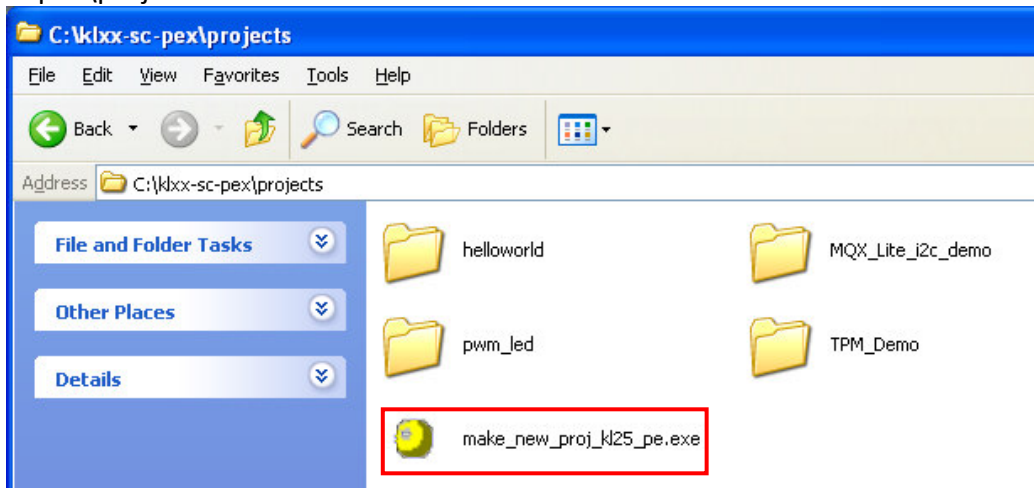 C:\klxx-sc-pex\projects
File Edit View Favorites Tools Help
Back Search Folders
Address C:\klxx-sc-pex\projects
File and Folder Tasks
Other Places
Details
helloworld MQX_Lite_i2c_demo
pwm_led TPM_Demo
make_new_proj_kl25_pe.exe